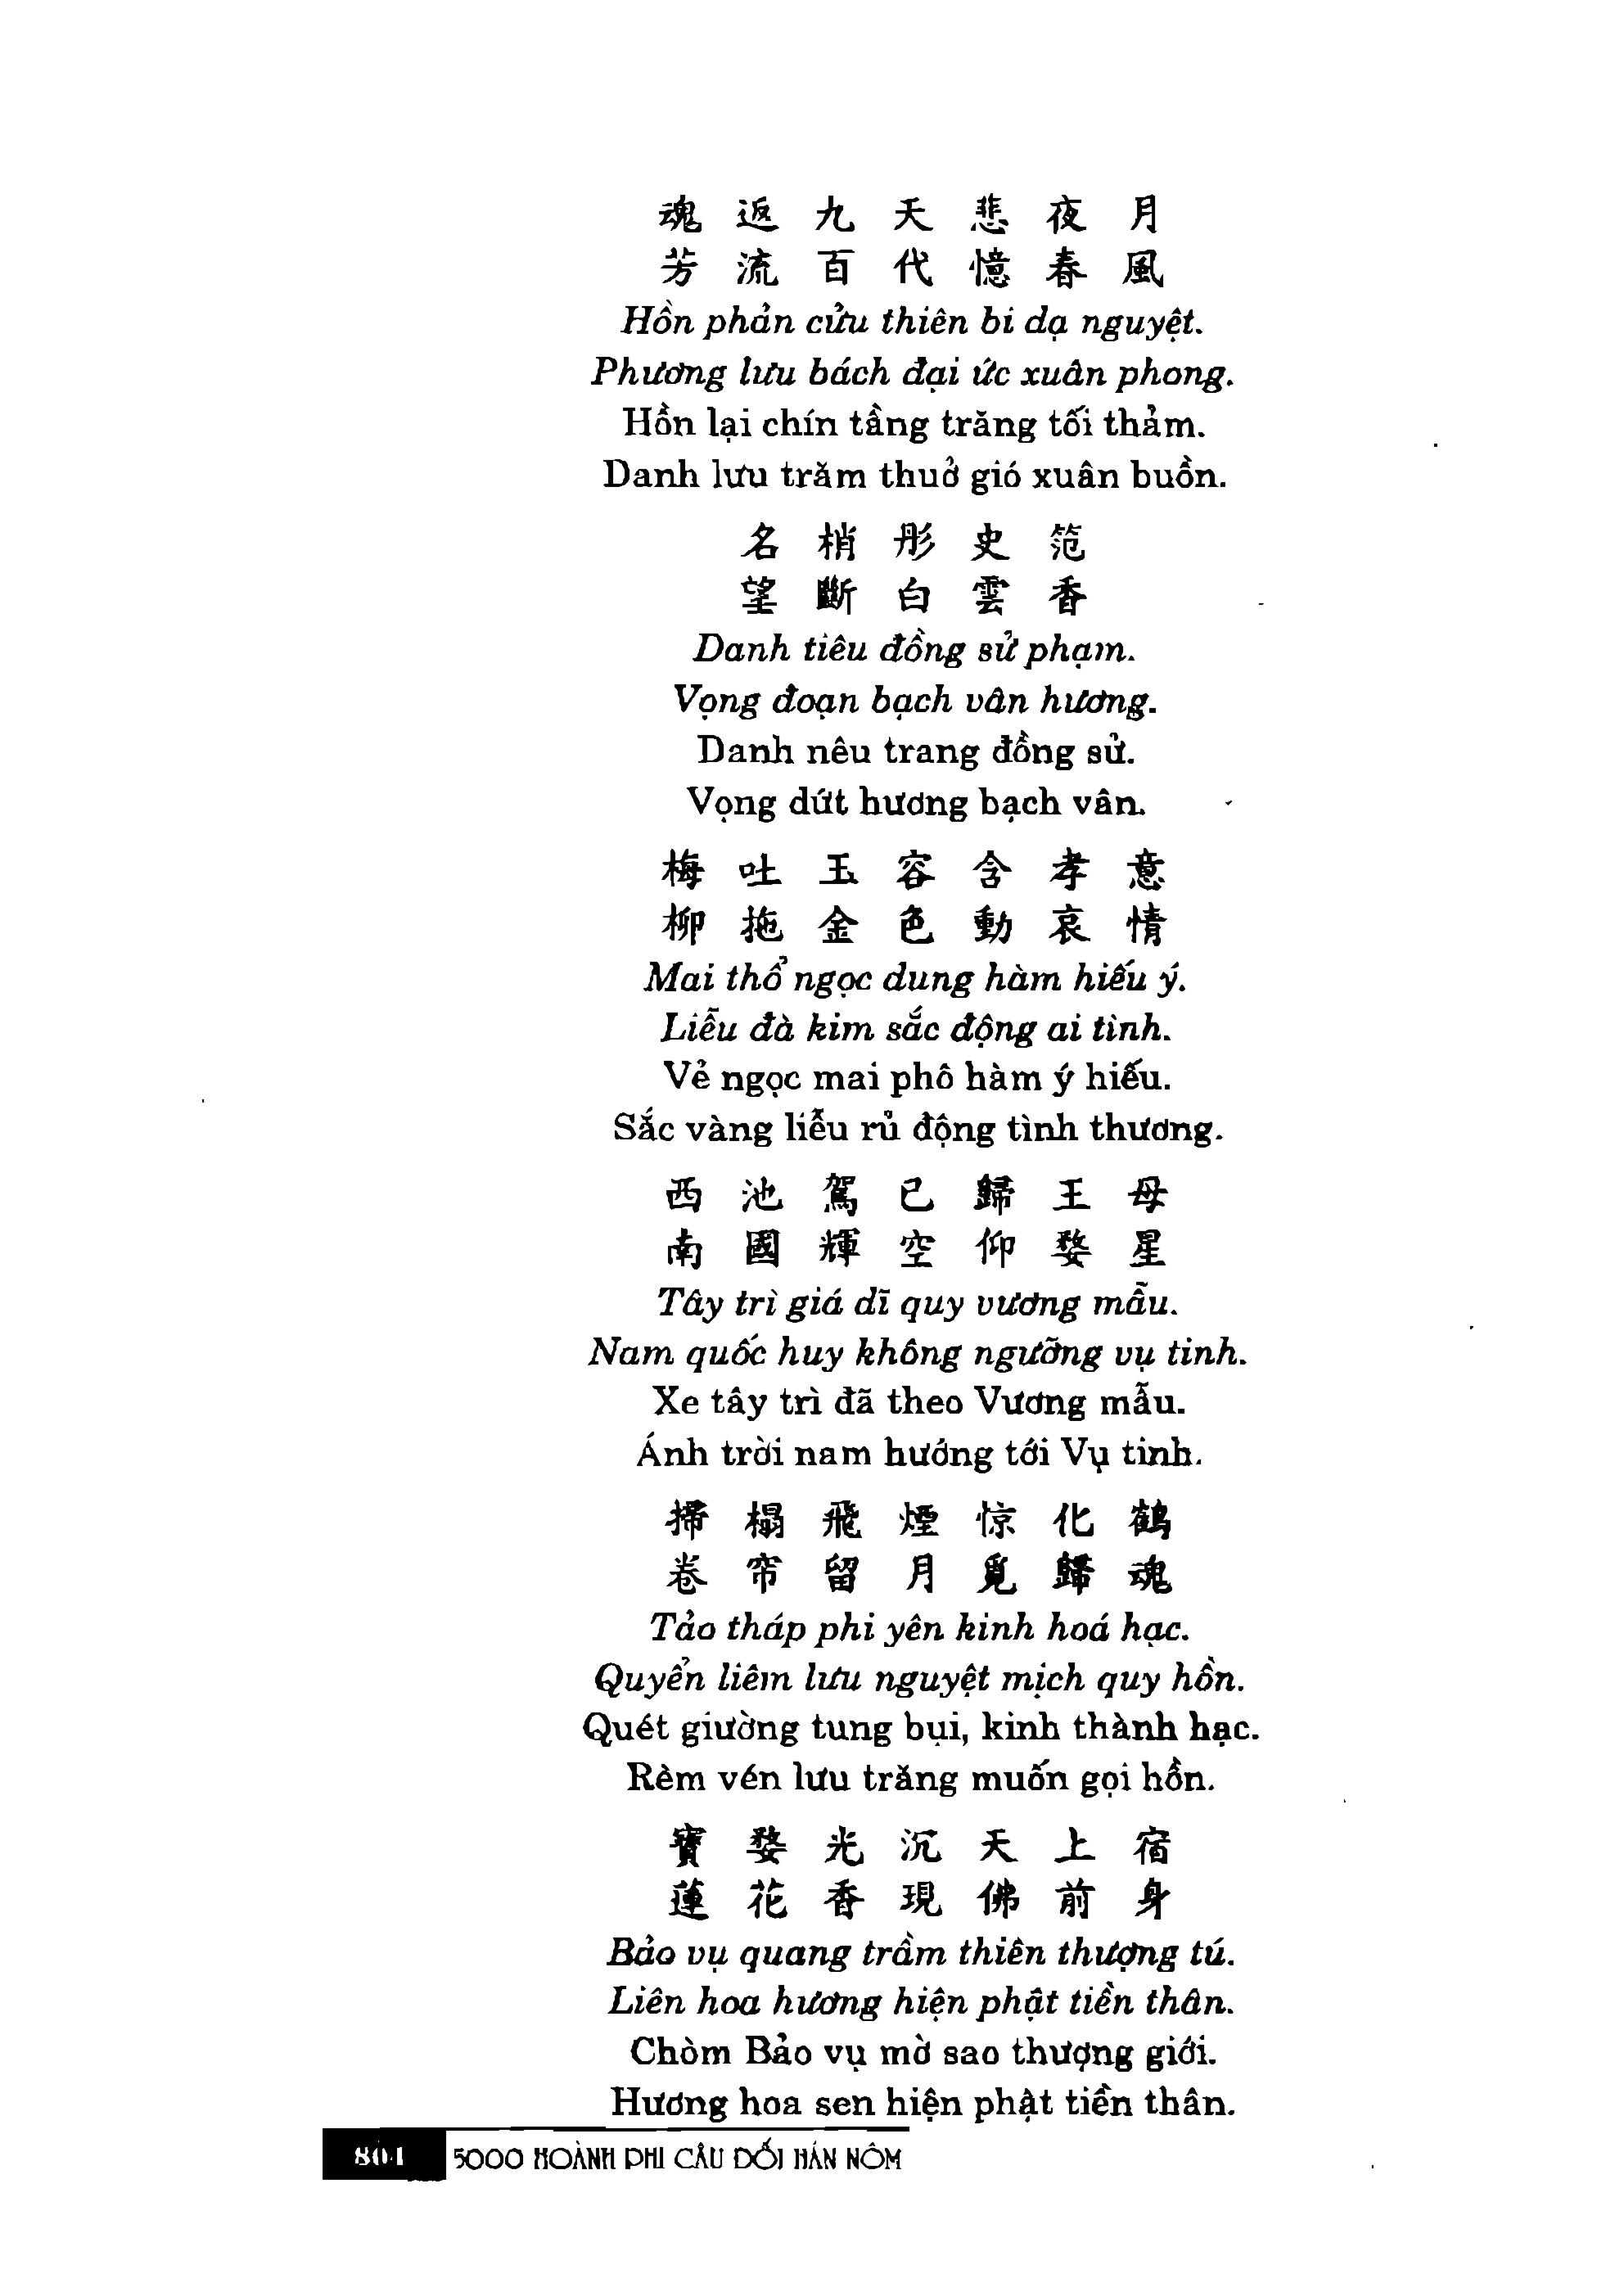 魂返九天悲夜月
芳流百代憶春風
Hồn phản cửu thiên bi dạ nguyệt.
Phương lưu bách đại ức xuân phong.
Hồn lại chín tầng trăng tối thảm.
Danh lưu trăm thuở gió xuân buồn.
名梢彤史范
望斷白雲香
Danh tiêu đồng sử phạm.
Vọng đoạn bạch vân hương.
Danh nêu trang đồng sử.
Vọng dứt hương bạch vân.
梅吐玉容含孝意
柳拖金色動哀情
Mai thổ ngọc dung hàm hiếu ý.
Liễu đà kim sắc động ai tình.
Vẻ ngọc mai phô hàm ý hiếu.
Sắc vàng liễu rủ động tình thương.
西池駕已歸王母
南國輝空仰婺星
Tây trì giá dĩ quy vương mẫu.
Nam quốc huy không ngưỡng vụ tinh.
Xe tây trì đã theo Vương mẫu.
Ánh trời nam hướng tới Vụ tinh.
掃榻飛煙惊化鶴
卷帘留月覓歸魂
Tảo tháp phi yên kinh hoá hạc.
Quyển liêm lưu nguyệt mịch quy hồn.
Quét giường tung bụi, kinh thành hạc.
Rèm vén lưu trăng muốn gọi hồn.
寶婺光沉天上宿
蓮花香現佛前身
Bảo vụ quang trầm thiên thượng tú.
Liên hoa hương hiện phật tiền thân.
Chòm Bảo vụ mờ sao thượng giới.
Hương hoa sen hiện phật tiền thân.
804 5000 HOÀNH PHI CÂU ĐỐI HÁN NÔM